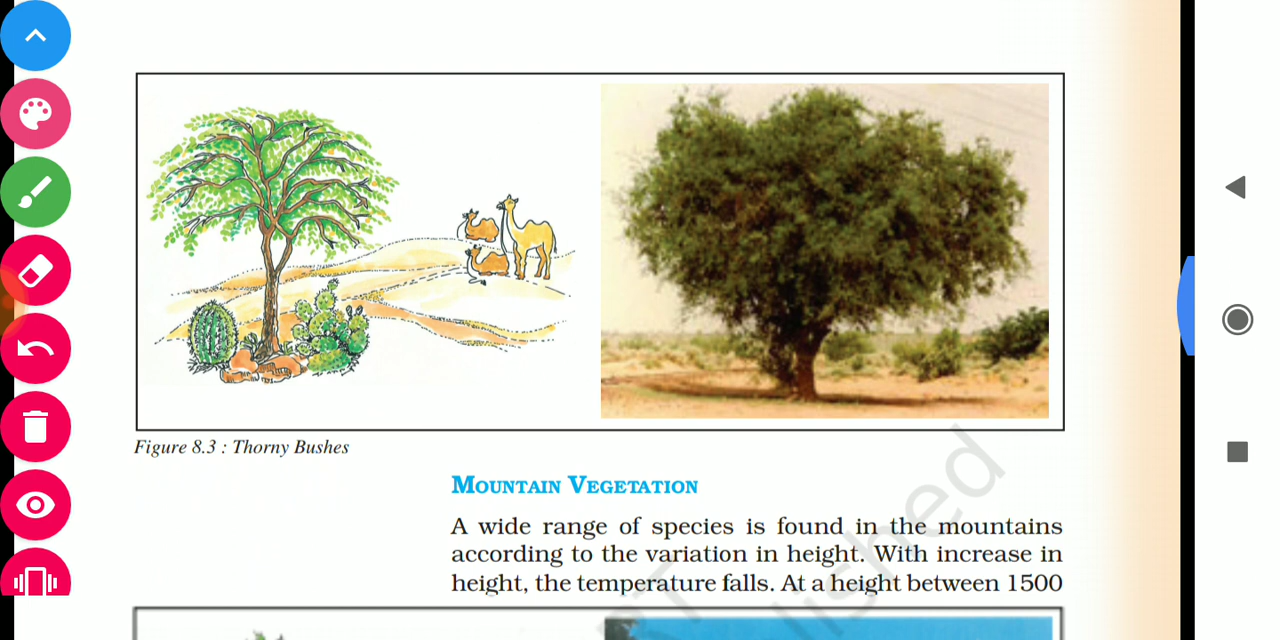 Figure 8.3 : Thorny Bushes
MOUNTAIN VEGETATION
A wide range of species is found in the mountains
according to the variation in height. With increase in
height, the temperature falls. At a height between 1500